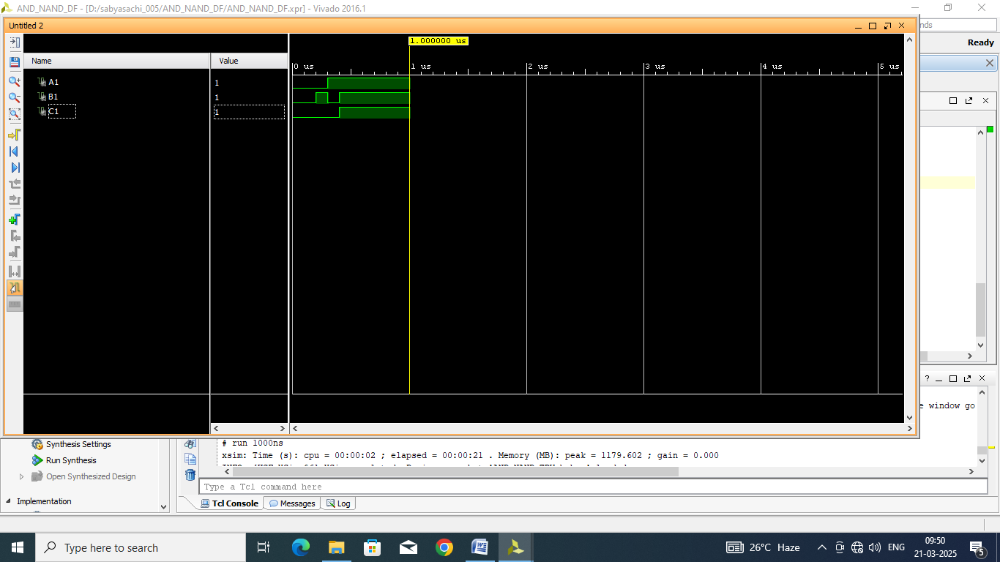 AND_NAND_DF - [D:/sabyasachi_005/AND_NAND_DF/AND_NAND_DF.xpr] - Vivado 2016.1
Untitled 2
nds
Ready
Name
Value
1.000000 us
0 us
1 us
2 us
3 us
4 us
5 us
A1
1
B1
1
C1
1
e window go
Synthesis Settings
Run Synthesis
Open Synthesized Design
Implementation
# run 1000ns
xsim: Time (s): cpu = 00:00:02 ; elapsed = 00:00:21 . Memory (MB): peak = 1179.602 ; gain = 0.000
Type a Tcl command here
Tcl Console
Messages
Log
Type here to search
26°C Haze
ENG
09:50
21-03-2025
5